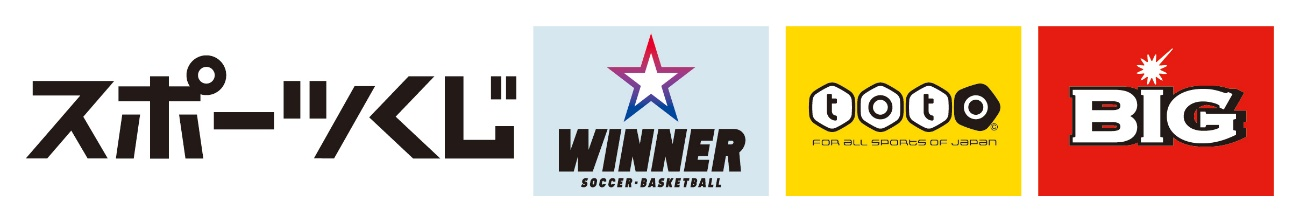 スポーツくじ
WINNER
SOCCER・BASKETBALL
toto
FOR ALL SPORTS OF JAPAN
©
BIG